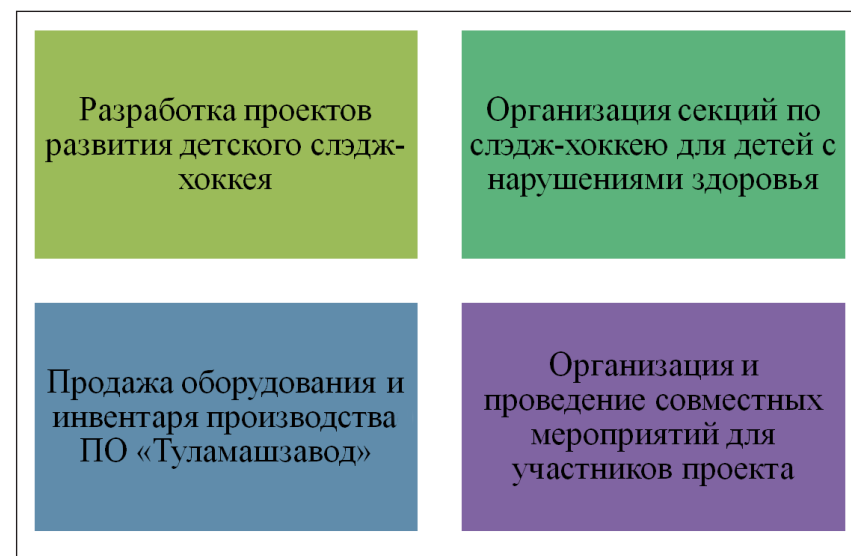 Разработка проектов
развития детского слэдж-
хоккея
Организация секций по
слэдж-хоккею для детей с
нарушениями здоровья
Продажа оборудования и
инвентаря производства
ПО «Туламашзавод»
Организация и
проведение совместных
мероприятий для
участников проекта